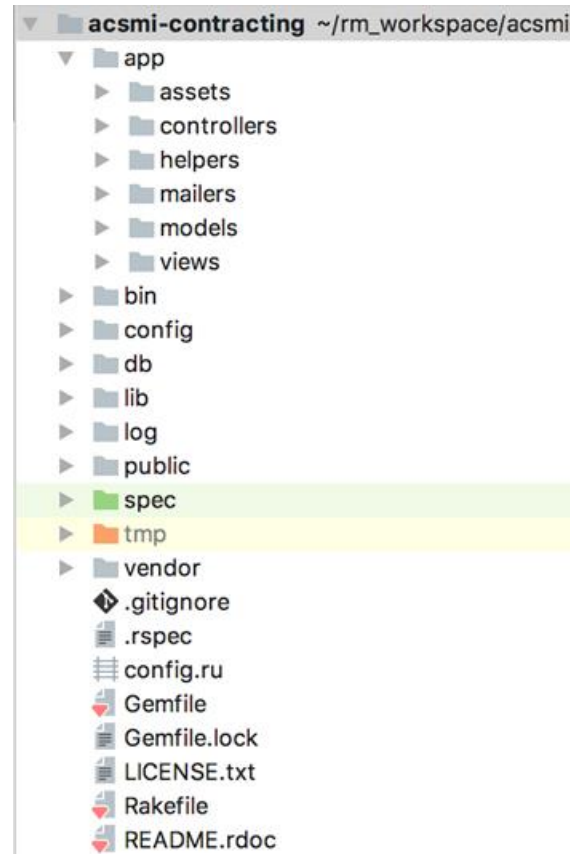 acsmi-contracting ~/rm_workspace/acsmi
app
assets
controllers
helpers
mailers
models
views
bin
config
db
lib
log
public
spec
tmp
vendor
.gitignore
.rspec
config.ru
Gemfile
Gemfile.lock
LICENSE.txt
Rakefile
README.rdoc